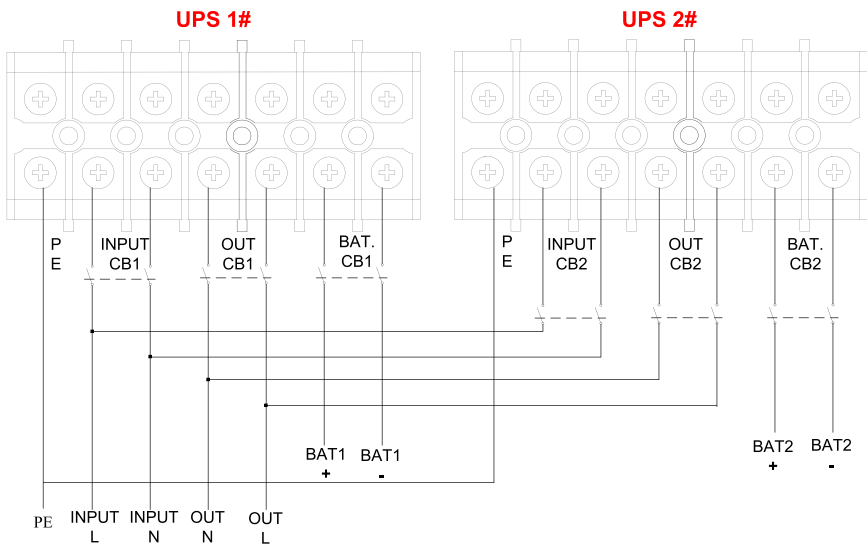 UPS 1#
UPS 2#
P E
INPUT CB1
OUT CB1
BAT. CB1
P E
INPUT CB2
OUT CB2
BAT. CB2
BAT1 +
BAT1 -
BAT2 +
BAT2 -
PE
INPUT L
INPUT N
OUT N
OUT L